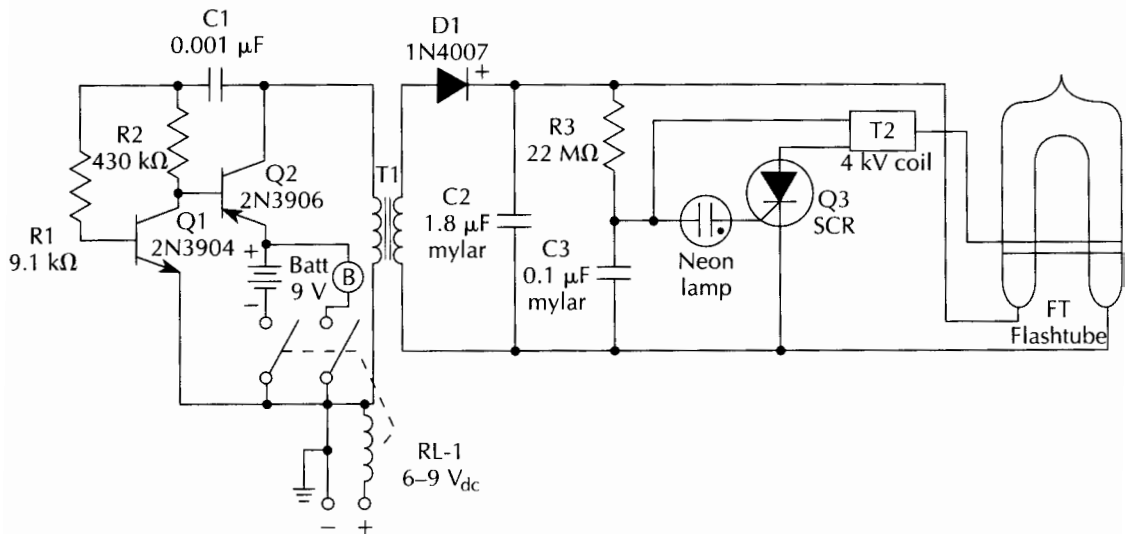 C1
0.001 µF
D1
1N4007
+
R2
430 kΩ
R3
22 MΩ
T2
4 kV coil
Q2
2N3906
T1
Q1
2N3904
R1
9.1 kΩ
C2
1.8 µF
mylar
Q3
SCR
+
Batt
9 V
B
−
C3
0.1 µF
mylar
Neon
lamp
FT
Flashtube
RL-1
6–9 Vdc
− +